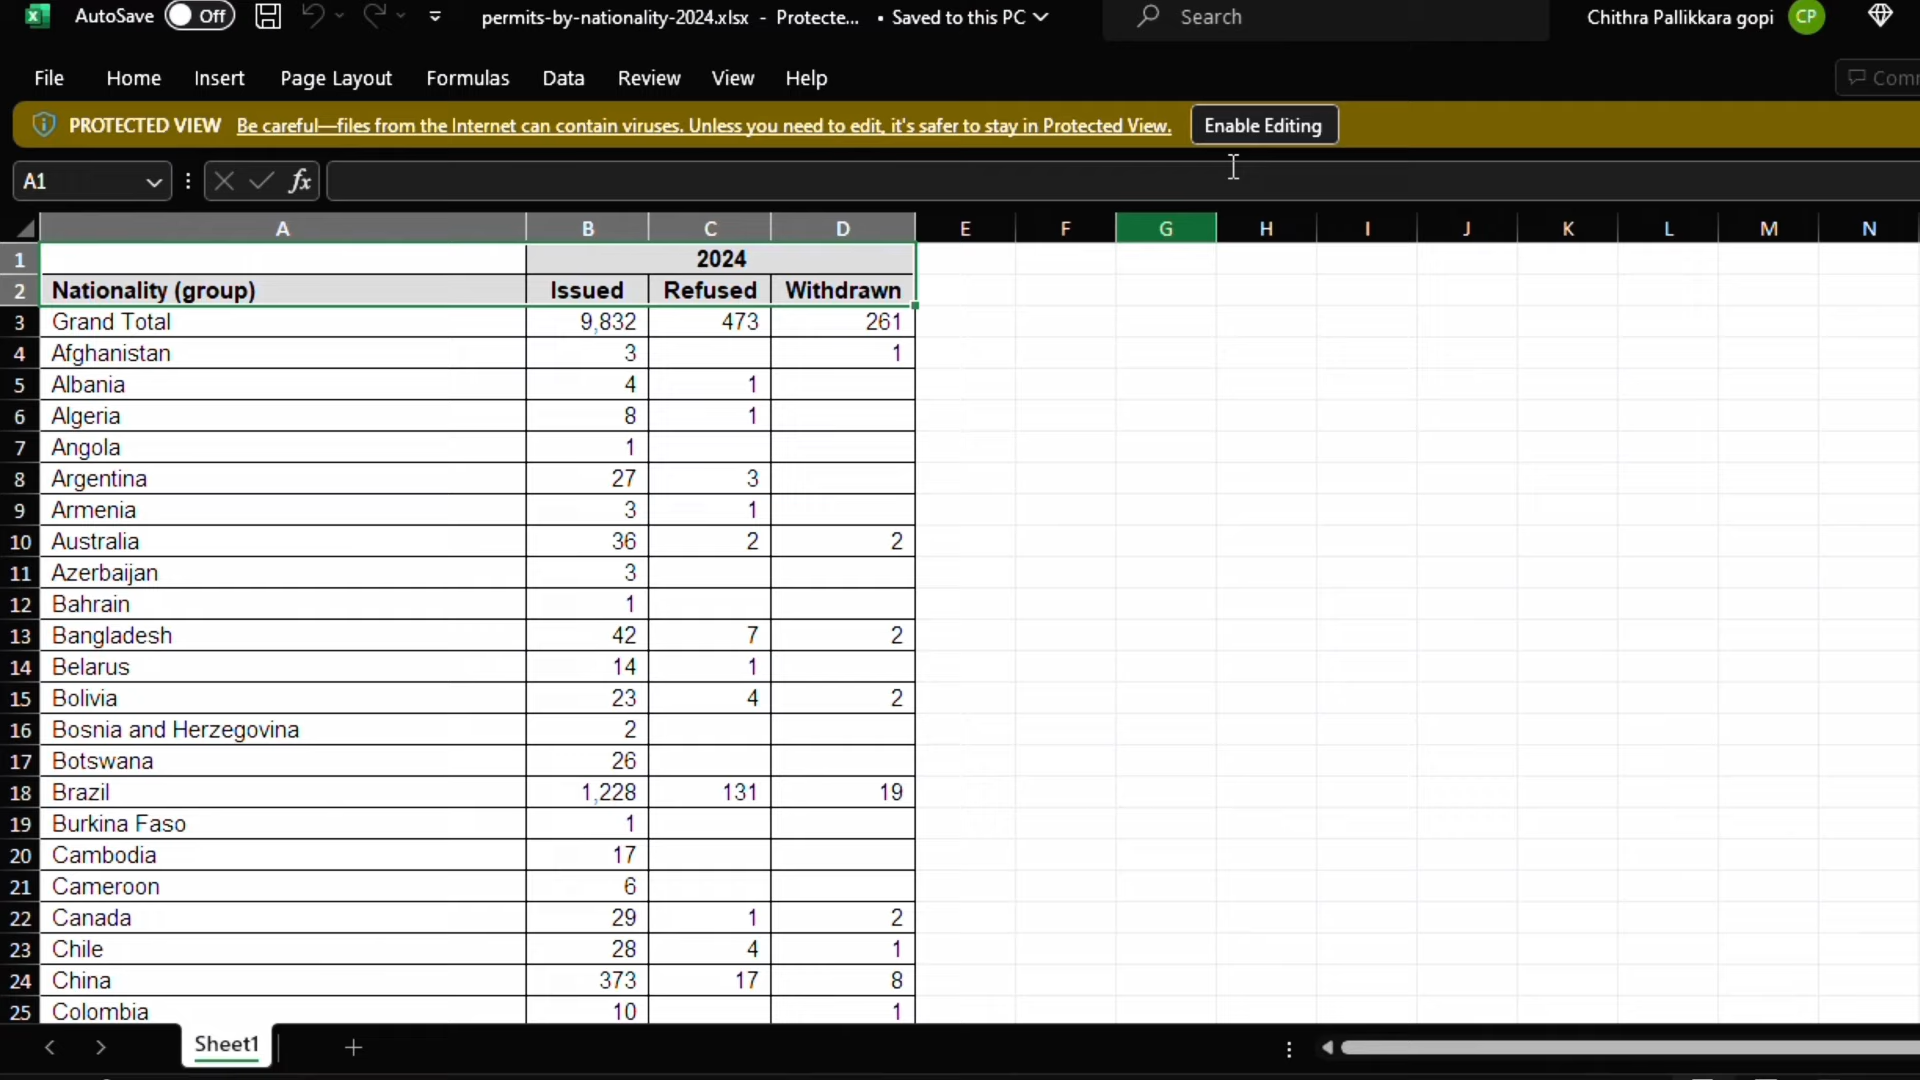 AutoSave Off permits-by-nationality-2024.xlsx - Protecte... • Saved to this PC Search Chithra Pallikkara gopi CP
File Home Insert Page Layout Formulas Data Review View Help
PROTECTED VIEW Be careful—files from the Internet can contain viruses. Unless you need to edit, it's safer to stay in Protected View. Enable Editing
A1 fx
A B C D E F G H I J K L M N
1 2024
2 Nationality (group) Issued Refused Withdrawn
3 Grand Total 9,832 473 261
4 Afghanistan 3 1
5 Albania 4 1
6 Algeria 8 1
7 Angola 1
8 Argentina 27 3
9 Armenia 3 1
10 Australia 36 2 2
11 Azerbaijan 3
12 Bahrain 1
13 Bangladesh 42 7 2
14 Belarus 14 1
15 Bolivia 23 4 2
16 Bosnia and Herzegovina 2
17 Botswana 26
18 Brazil 1,228 131 19
19 Burkina Faso 1
20 Cambodia 17
21 Cameroon 6
22 Canada 29 1 2
23 Chile 28 4 1
24 China 373 17 8
25 Colombia 10 1
Sheet1